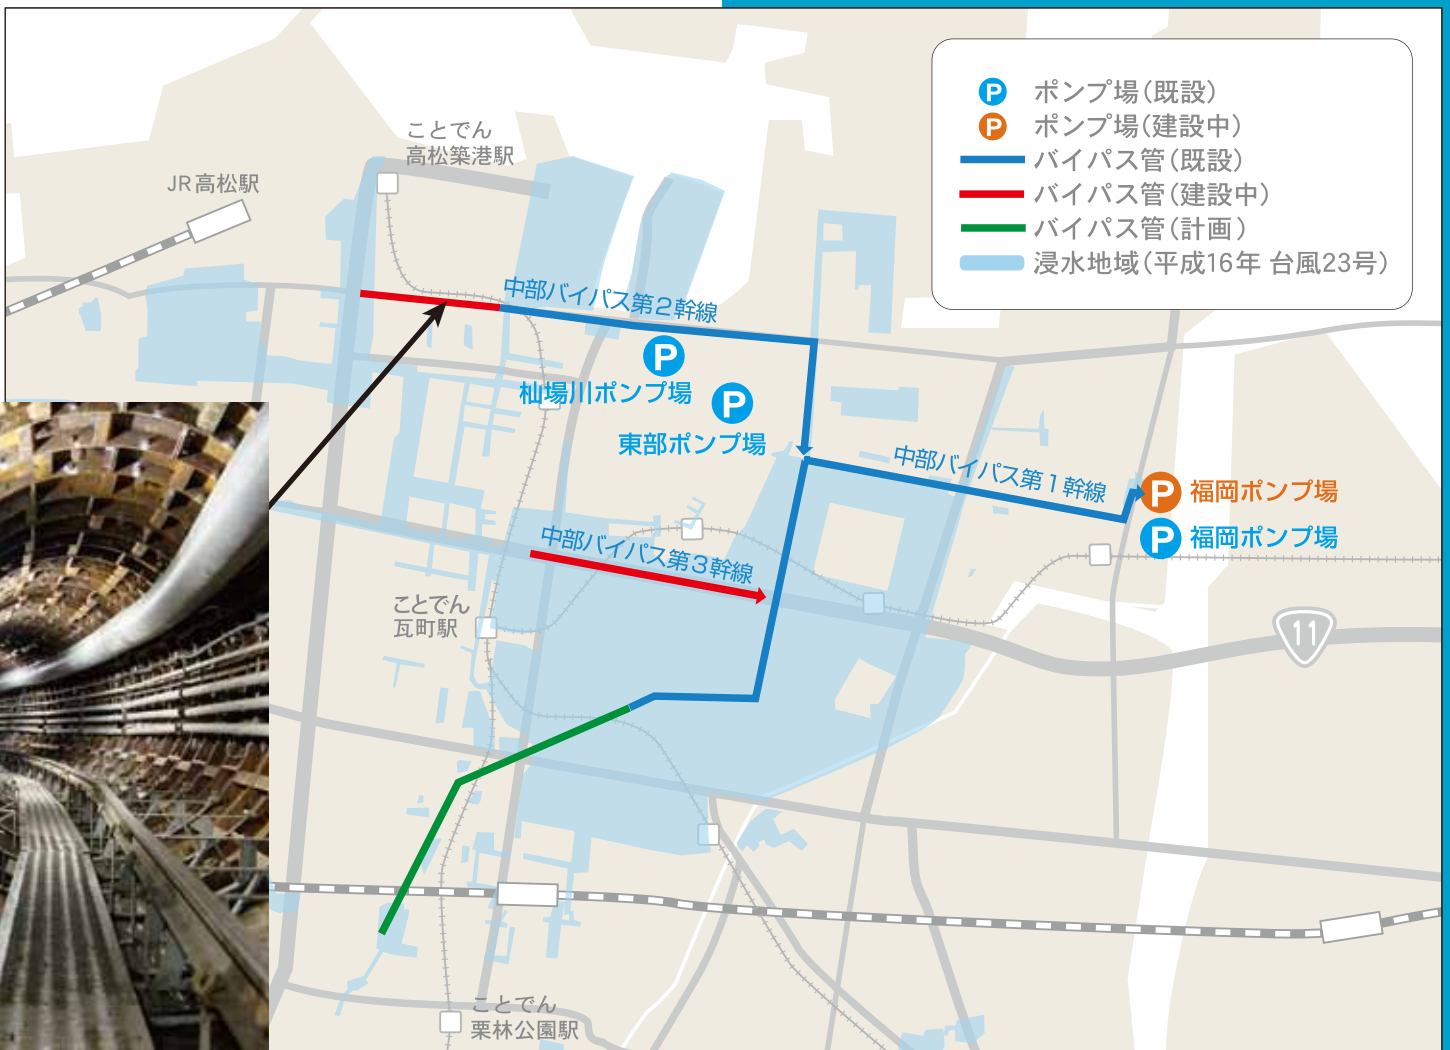 P ポンプ場(既設)
P ポンプ場(建設中)
バイパス管(既設)
バイパス管(建設中)
バイパス管(計画)
浸水地域(平成16年 台風23号)
ことでん
高松築港駅
JR高松駅
中部バイパス第2幹線
P
杣場川ポンプ場
P
東部ポンプ場
中部バイパス第1幹線
P 福岡ポンプ場
P 福岡ポンプ場
中部バイパス第3幹線
ことでん
瓦町駅
11
ことでん
栗林公園駅